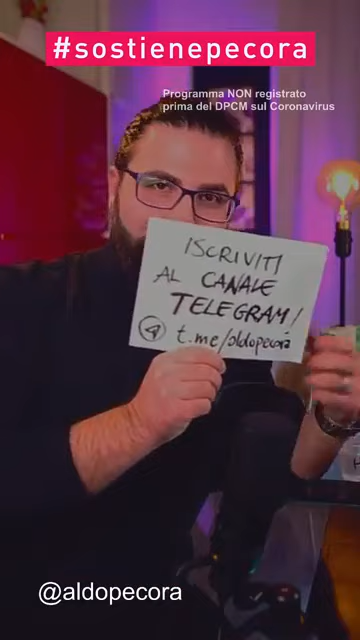 #sostienepecora
Programma NON registrato
prima del DPCM sul Coronavirus
ISCRIVITI
AL CANALE
TELEGRAM!
t.me/aldopecora
@aldopecora